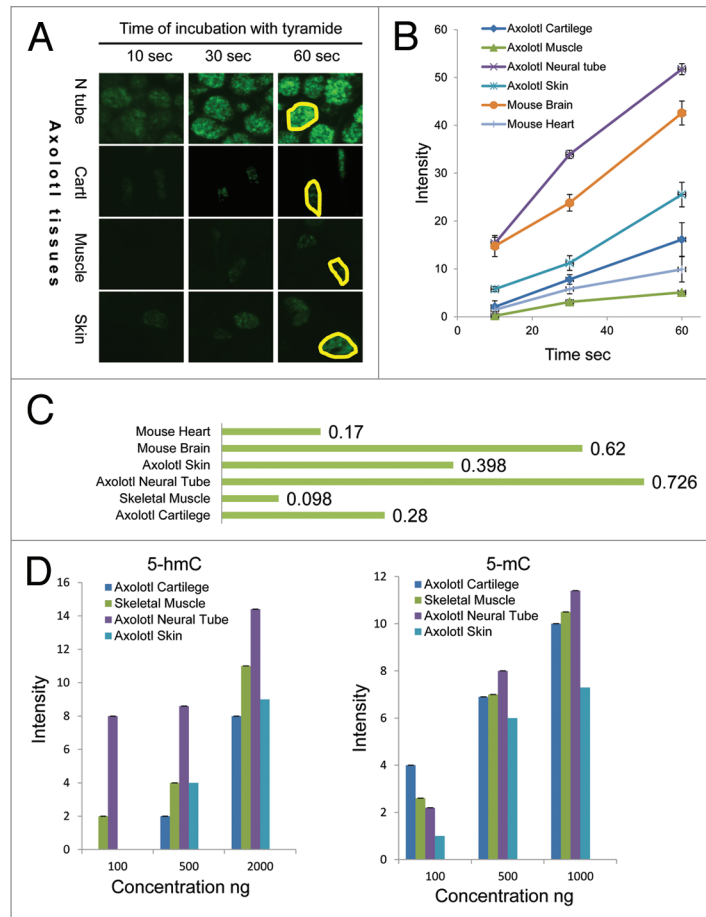 A
Time of incubation with tyramide
10 sec 30 sec 60 sec
Axolotl tissues
N tube
Cartl
Muscle
Skin
B
Axolotl Cartilege
Axolotl Muscle
Axolotl Neural tube
Axolotl Skin
Mouse Brain
Mouse Heart
Intensity
60
50
40
30
20
10
0
0 20 40 60
Time sec
C
Mouse Heart 0.17
Mouse Brain 0.62
Axolotl Skin 0.398
Axolotl Neural Tube 0.726
Skeletal Muscle 0.098
Axolotl Cartilege 0.28
D
5-hmC
Axolotl Cartilege
Skeletal Muscle
Axolotl Neural Tube
Axolotl Skin
Intensity
16
14
12
10
8
6
4
2
0
100 500 2000
Concentration ng
5-mC
Axolotl Cartilege
Skeletal Muscle
Axolotl Neural Tube
Axolotl Skin
Intensity
12
10
8
6
4
2
0
100 500 1000
Concentration ng